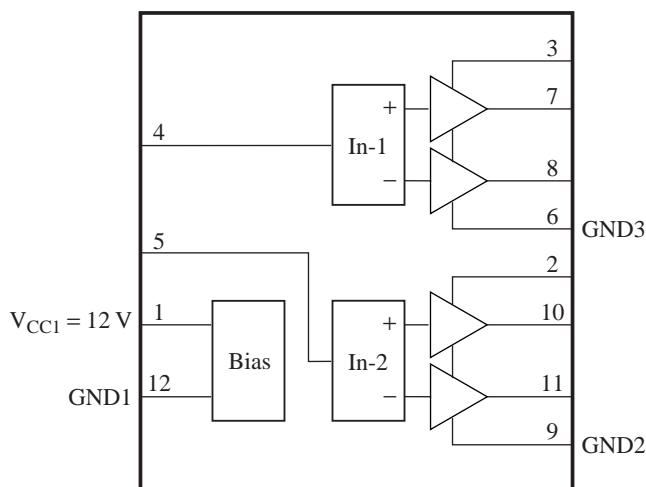 3
4
+
7
In-1
−
8
6
GND3
5
2
V_CC1 = 12 V
1
+
10
Bias
In-2
GND1
12
−
11
9
GND2